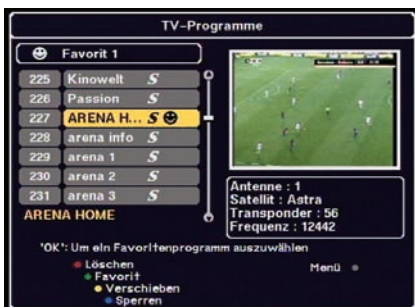 TV-Programme
Favorit 1
225 Kinowelt S
226 Passion S
227 ARENA H... S
228 arena info S
229 arena 1 S
230 arena 2 S
231 arena 3 S
ARENA HOME
Antenne : 1
Satellit : Astra
Transponder : 56
Frequenz : 12442
'OK': Um ein Favoritenprogramm auszuwählen
Löschen
Favorit
Verschieben
Sperren
Menü